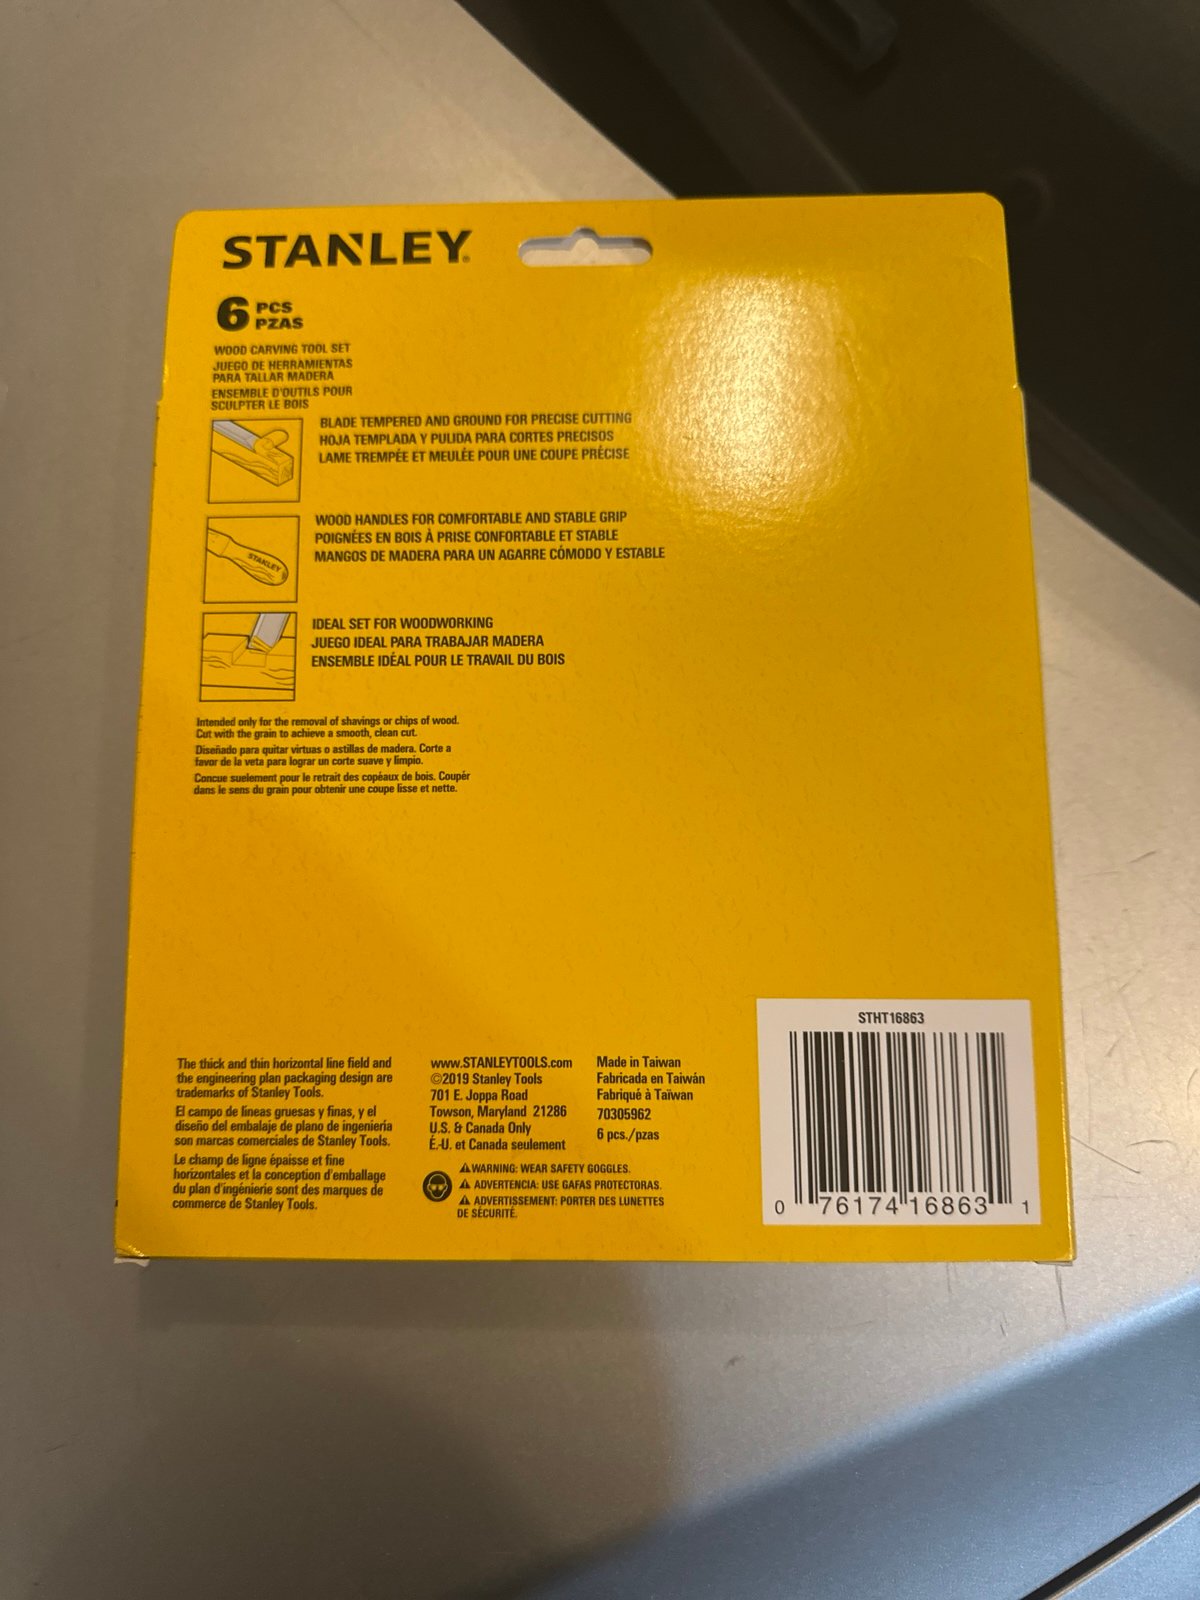 STANLEY®
6 PCS
PZAS
WOOD CARVING TOOL SET
JUEGO DE HERRAMIENTAS
PARA TALLAR MADERA
ENSEMBLE D'OUTILS POUR
SCULPTER LE BOIS
BLADE TEMPERED AND GROUND FOR PRECISE CUTTING
HOJA TEMPLADA Y PULIDA PARA CORTES PRECISOS
LAME TREMPÉE ET MEULÉE POUR UNE COUPE PRÉCISE
WOOD HANDLES FOR COMFORTABLE AND STABLE GRIP
POIGNÉES EN BOIS À PRISE CONFORTABLE ET STABLE
MANGOS DE MADERA PARA UN AGARRE CÓMODO Y ESTABLE
STANLEY
IDEAL SET FOR WOODWORKING
JUEGO IDEAL PARA TRABAJAR MADERA
ENSEMBLE IDÉAL POUR LE TRAVAIL DU BOIS
Intended only for the removal of shavings or chips of wood.
Cut with the grain to achieve a smooth, clean cut.
Diseñado para quitar virtuas o astillas de madera. Corte a
favor de la veta para lograr un corte suave y limpio.
Concue suelement pour le retrait des copéaux de bois. Coupér
dans le sens du grain pour obtenir une coupe lisse et nette.
The thick and thin horizontal line field and
the engineering plan packaging design are
trademarks of Stanley Tools.
El campo de líneas gruesas y finas, y el
diseño del embalaje de plano de ingeniería
son marcas comerciales de Stanley Tools.
Le champ de ligne épaisse et fine
horizontales et la conception d'emballage
du plan d'ingénierie sont des marques de
commerce de Stanley Tools.
www.STANLEYTOOLS.com
©2019 Stanley Tools
701 E. Joppa Road
Towson, Maryland 21286
U.S. & Canada Only
É.-U. et Canada seulement
Made in Taiwan
Fabricada en Taiwán
Fabriqué à Taïwan
70305962
6 pcs./pzas
WARNING: WEAR SAFETY GOGGLES.
ADVERTENCIA: USE GAFAS PROTECTORAS.
ADVERTISSEMENT: PORTER DES LUNETTES
DE SÉCURITÉ.
STHT16863
0 76174 16863 1